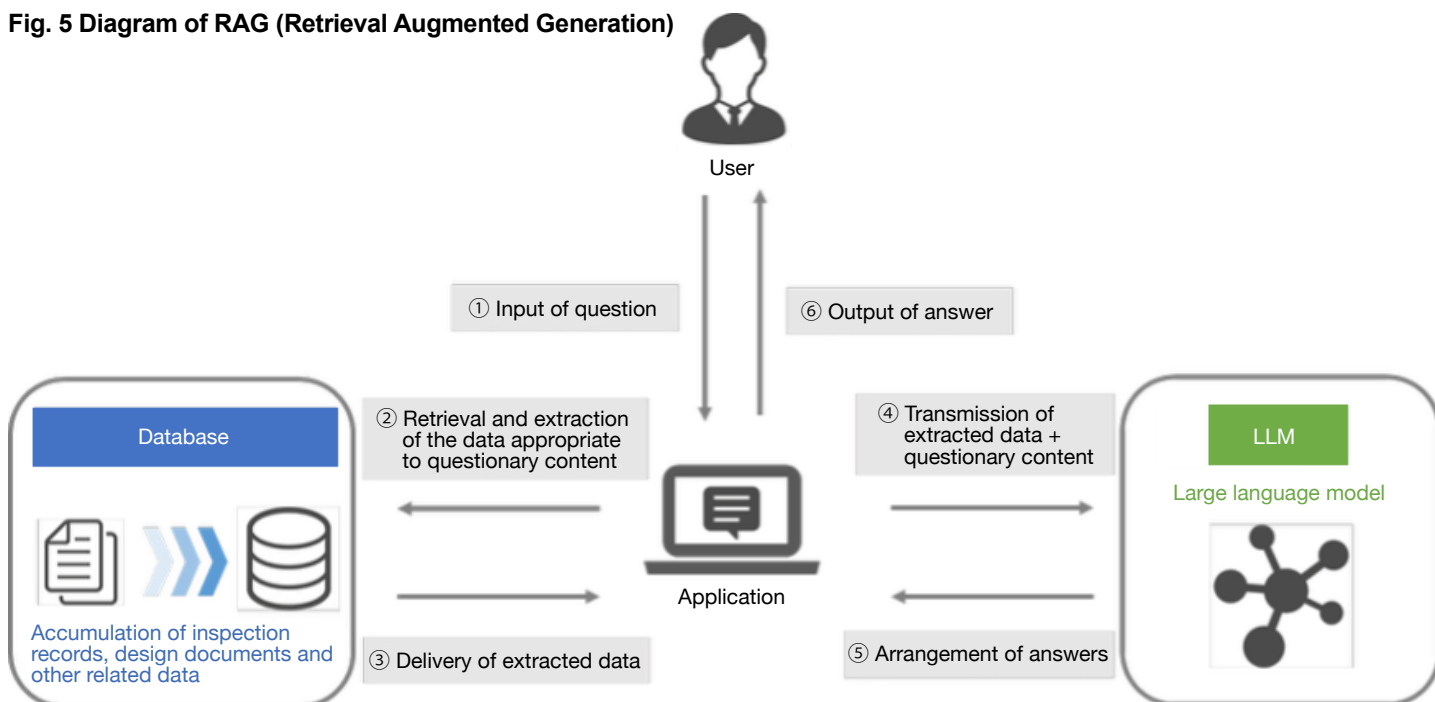 Fig. 5 Diagram of RAG (Retrieval Augmented Generation)
User
① Input of question
⑥ Output of answer
Database
② Retrieval and extraction
of the data appropriate
to questionary content
④ Transmission of
extracted data +
questionary content
LLM
Large language model
Application
Accumulation of inspection
records, design documents and
other related data
③ Delivery of extracted data
⑤ Arrangement of answers